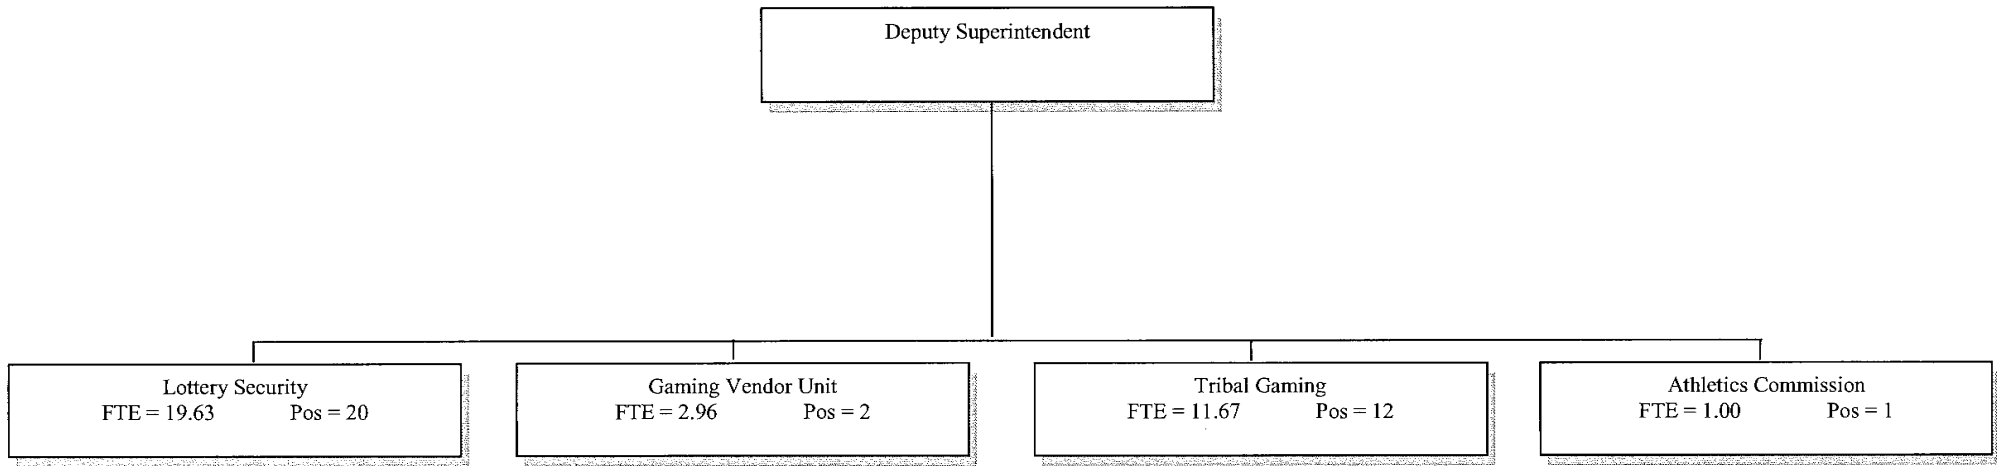 Deputy Superintendent
Lottery Security
FTE = 19.63 Pos = 20
Gaming Vendor Unit
FTE = 2.96 Pos = 2
Tribal Gaming
FTE = 11.67 Pos = 12
Athletics Commission
FTE = 1.00 Pos = 1